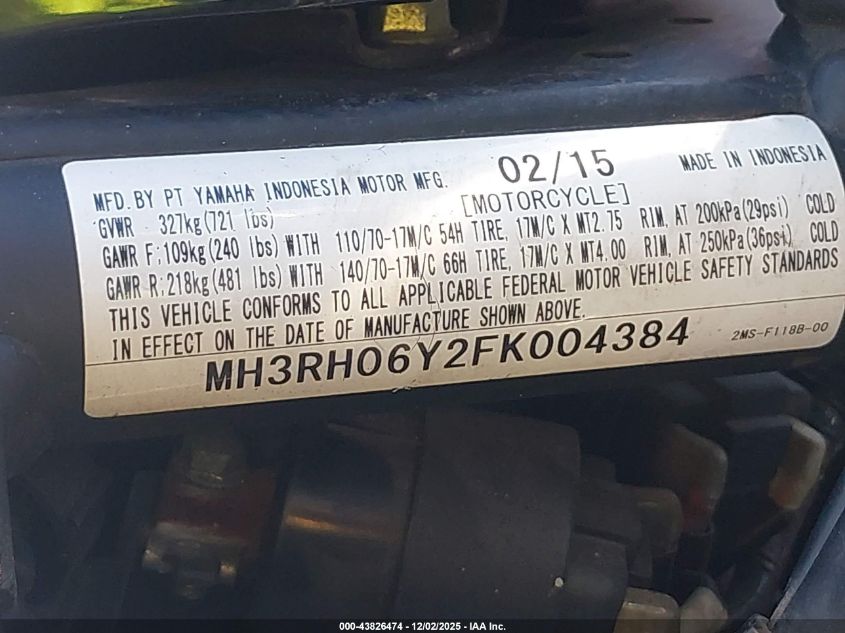 MFD. BY PT YAMAHA INDONESIA MOTOR MFG. 02/15 MADE IN INDONESIA
GVWR 327kg(721 lbs) [MOTORCYCLE]
GAWR F:109kg(240 lbs) WITH 110/70-17M/C 54H TIRE, 17M/C X MT2.75 RIM, AT 200kPa(29psi) COLD
GAWR R:218kg(481 lbs) WITH 140/70-17M/C 66H TIRE, 17M/C X MT4.00 RIM, AT 250kPa(36psi) COLD
THIS VEHICLE CONFORMS TO ALL APPLICABLE FEDERAL MOTOR VEHICLE SAFETY STANDARDS
IN EFFECT ON THE DATE OF MANUFACTURE SHOWN ABOVE.
MH3RH06Y2FK004384 2MS-F118B-00
000-43826474 • 12/02/2025 - IAA Inc.